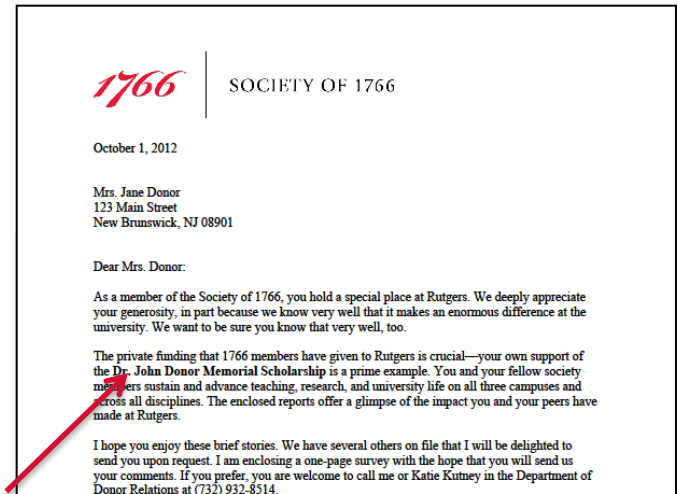 1766 SOCIETY OF 1766
October 1, 2012
Mrs. Jane Donor
123 Main Street
New Brunswick, NJ 08901
Dear Mrs. Donor:
As a member of the Society of 1766, you hold a special place at Rutgers. We deeply appreciate
your generosity, in part because we know very well that it makes an enormous difference at the
university. We want to be sure you know that very well, too.
The private funding that 1766 members have given to Rutgers is crucial—your own support of
the Dr. John Donor Memorial Scholarship is a prime example. You and your fellow society
members sustain and advance teaching, research, and university life on all three campuses and
across all disciplines. The enclosed reports offer a glimpse of the impact you and your peers have
made at Rutgers.
I hope you enjoy these brief stories. We have several others on file that I will be delighted to
send you upon request. I am enclosing a one-page survey with the hope that you will send us
your comments. If you prefer, you are welcome to call me or Katie Kutney in the Department of
Donor Relations at (732) 932-8514.